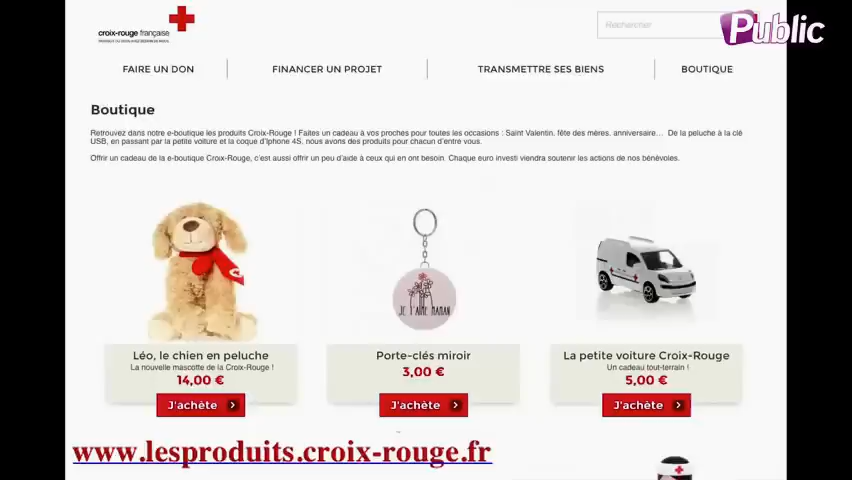 croix-rouge française
Rechercher
Public
FAIRE UN DON
FINANCER UN PROJET
TRANSMETTRE SES BIENS
BOUTIQUE
Boutique
Retrouvez dans notre e-boutique les produits Croix-Rouge ! Faites un cadeau à vos proches pour toutes les occasions : Saint Valentin, fête des mères, anniversaire… De la peluche à la clé
USB, en passant par la petite voiture et la coque d'Iphone 4S, nous avons des produits pour chacun d'entre vous.
Offrir un cadeau de la e-boutique Croix-Rouge, c'est aussi offrir un peu d'aide à ceux qui en ont besoin. Chaque euro investi viendra soutenir les actions de nos bénévoles.
JE T'AIME MAMAN
Léo, le chien en peluche
La nouvelle mascotte de la Croix-Rouge !
14,00 €
J'achète
Porte-clés miroir
3,00 €
J'achète
La petite voiture Croix-Rouge
Un cadeau tout-terrain !
5,00 €
J'achète
www.lesproduits.croix-rouge.fr